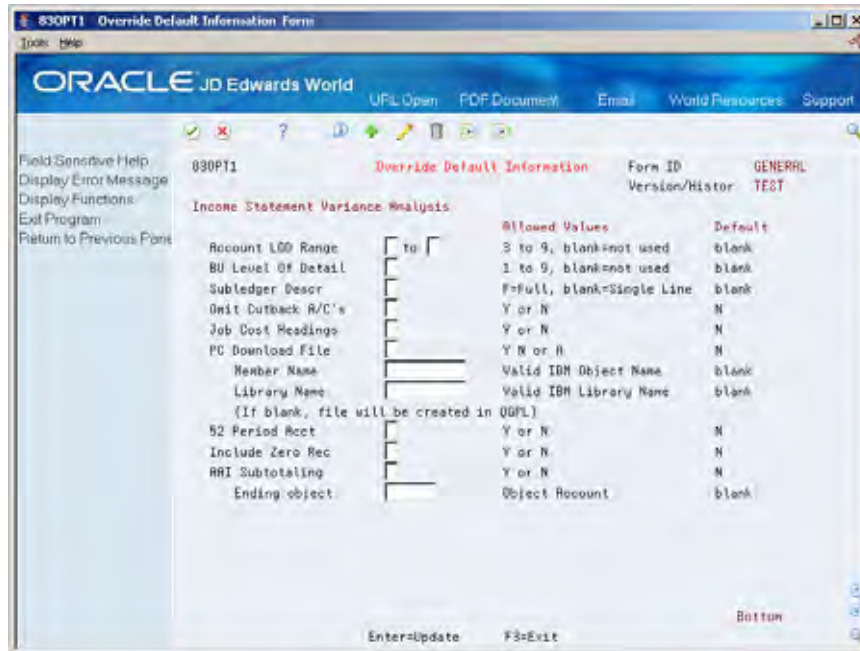 830PT1 Override Default Information Form
Tools Help
ORACLE JD Edwards World
URL Open PDF Document Email World Resources Support
Field Sensitive Help
Display Error Message
Display Functions
Exit Program
Return to Previous Pane
830PT1 Override Default Information Form ID GENERAL
Version/Histor TEST
Income Statement Variance Analysis
Allowed Values Default
Account LOD Range to 3 to 9, blank=not used blank
BU Level Of Detail 1 to 9, blank=not used blank
Subledger Descr F=Full, blank=Single Line blank
Omit Cutback A/C's Y or N N
Job Cost Headings Y or N N
PC Download File Y N or A N
Member Name Valid IBM Object Name blank
Library Name Valid IBM Library Name blank
(If blank, file will be created in QGPL)
52 Period Acct Y or N N
Include Zero Rec Y or N N
AAI Subtotaling Y or N N
Ending object Object Account blank
Bottom
Enter=Update F3=Exit